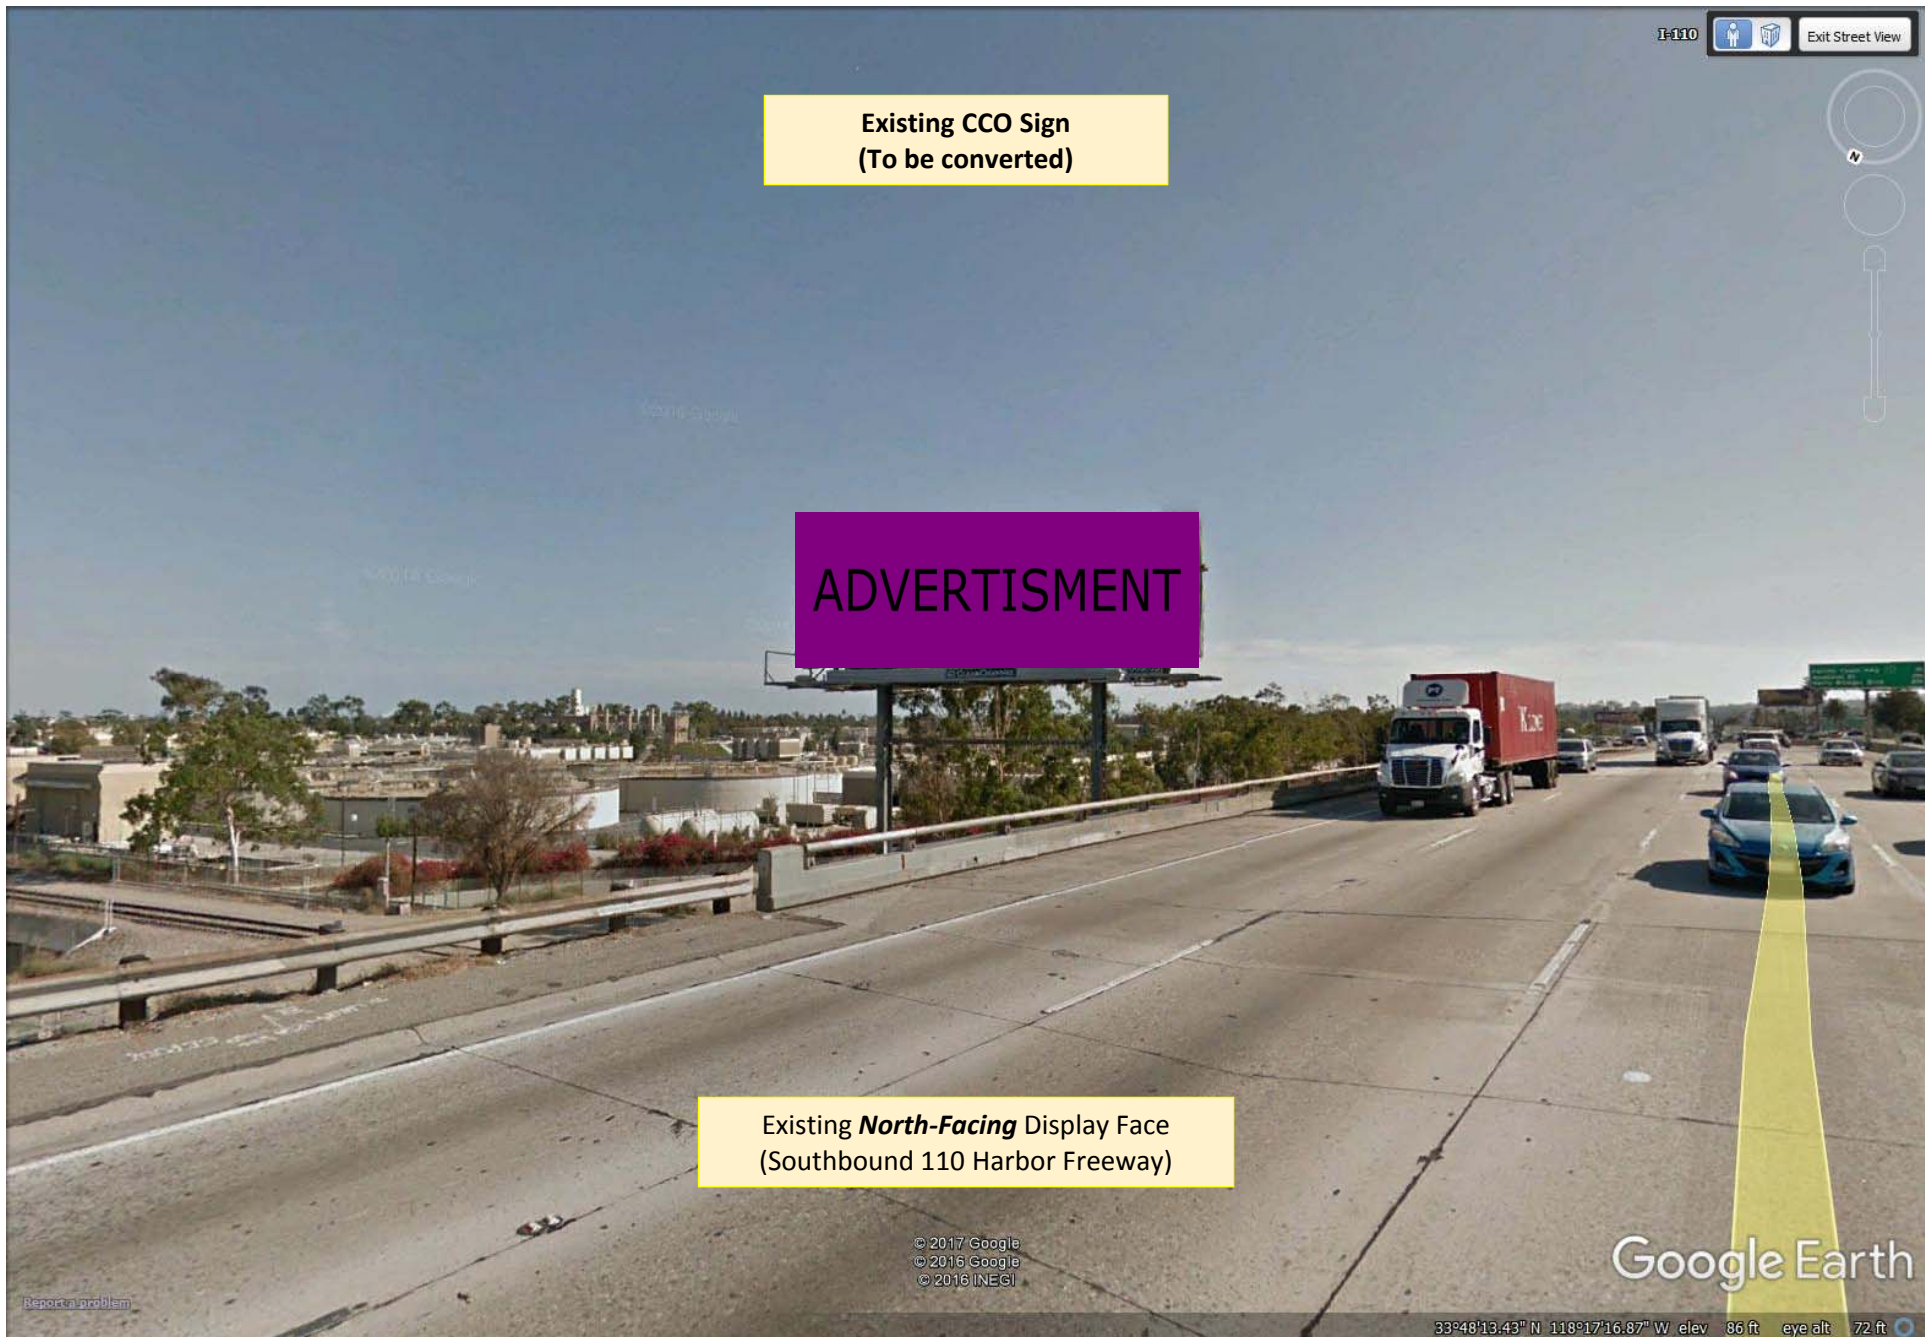 I-110
Exit Street View
N
Existing CCO Sign
(To be converted)
ADVERTISMENT
Existing North-Facing Display Face
(Southbound 110 Harbor Freeway)
© 2017 Google
© 2016 Google
© 2016 INEGI
Google Earth
Report a problem
33°48'13.43" N 118°17'16.87" W elev 86 ft eye alt 72 ft